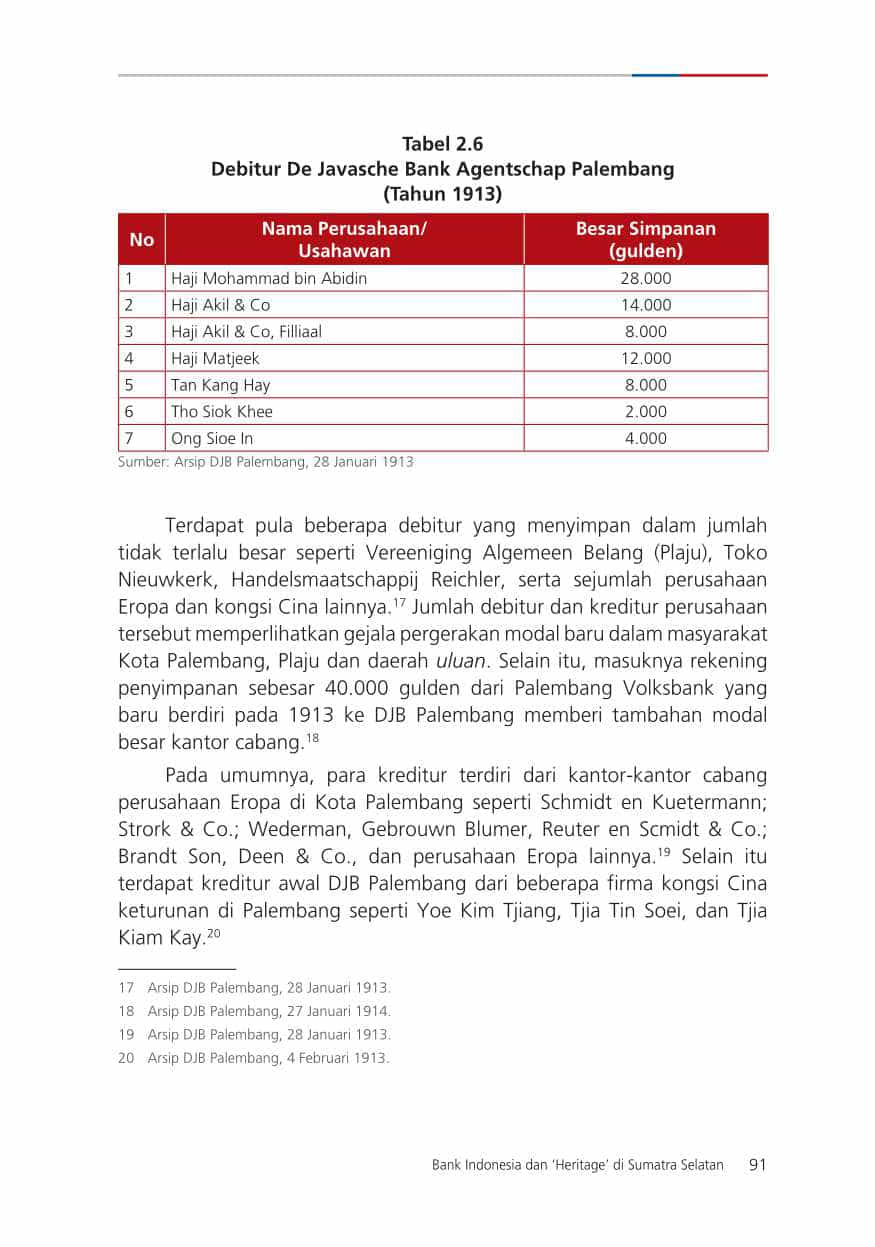 Tabel 2.6
Debitur De Javasche Bank Agentschap Palembang
(Tahun 1913)
No Nama Perusahaan/ Usahawan Besar Simpanan (gulden)
1 Haji Mohammad bin Abidin 28.000
2 Haji Akil & Co 14.000
3 Haji Akil & Co, Filliaal 8.000
4 Haji Matjeek 12.000
5 Tan Kang Hay 8.000
6 Tho Siok Khee 2.000
7 Ong Sioe In 4.000
Sumber: Arsip DJB Palembang, 28 Januari 1913
Terdapat pula beberapa debitur yang menyimpan dalam jumlah
tidak terlalu besar seperti Vereeniging Algemeen Belang (Plaju), Toko
Nieuwkerk, Handelsmaatschappij Reichler, serta sejumlah perusahaan
Eropa dan kongsi Cina lainnya.17 Jumlah debitur dan kreditur perusahaan
tersebut memperlihatkan gejala pergerakan modal baru dalam masyarakat
Kota Palembang, Plaju dan daerah uluan. Selain itu, masuknya rekening
penyimpanan sebesar 40.000 gulden dari Palembang Volksbank yang
baru berdiri pada 1913 ke DJB Palembang memberi tambahan modal
besar kantor cabang.18
Pada umumnya, para kreditur terdiri dari kantor-kantor cabang
perusahaan Eropa di Kota Palembang seperti Schmidt en Kuetermann;
Strork & Co.; Wederman, Gebrouwn Blumer, Reuter en Scmidt & Co.;
Brandt Son, Deen & Co., dan perusahaan Eropa lainnya.19 Selain itu
terdapat kreditur awal DJB Palembang dari beberapa firma kongsi Cina
keturunan di Palembang seperti Yoe Kim Tjiang, Tjia Tin Soei, dan Tjia
Kiam Kay.20
17 Arsip DJB Palembang, 28 Januari 1913.
18 Arsip DJB Palembang, 27 Januari 1914.
19 Arsip DJB Palembang, 28 Januari 1913.
20 Arsip DJB Palembang, 4 Februari 1913.
Bank Indonesia dan ‘Heritage’ di Sumatra Selatan 91